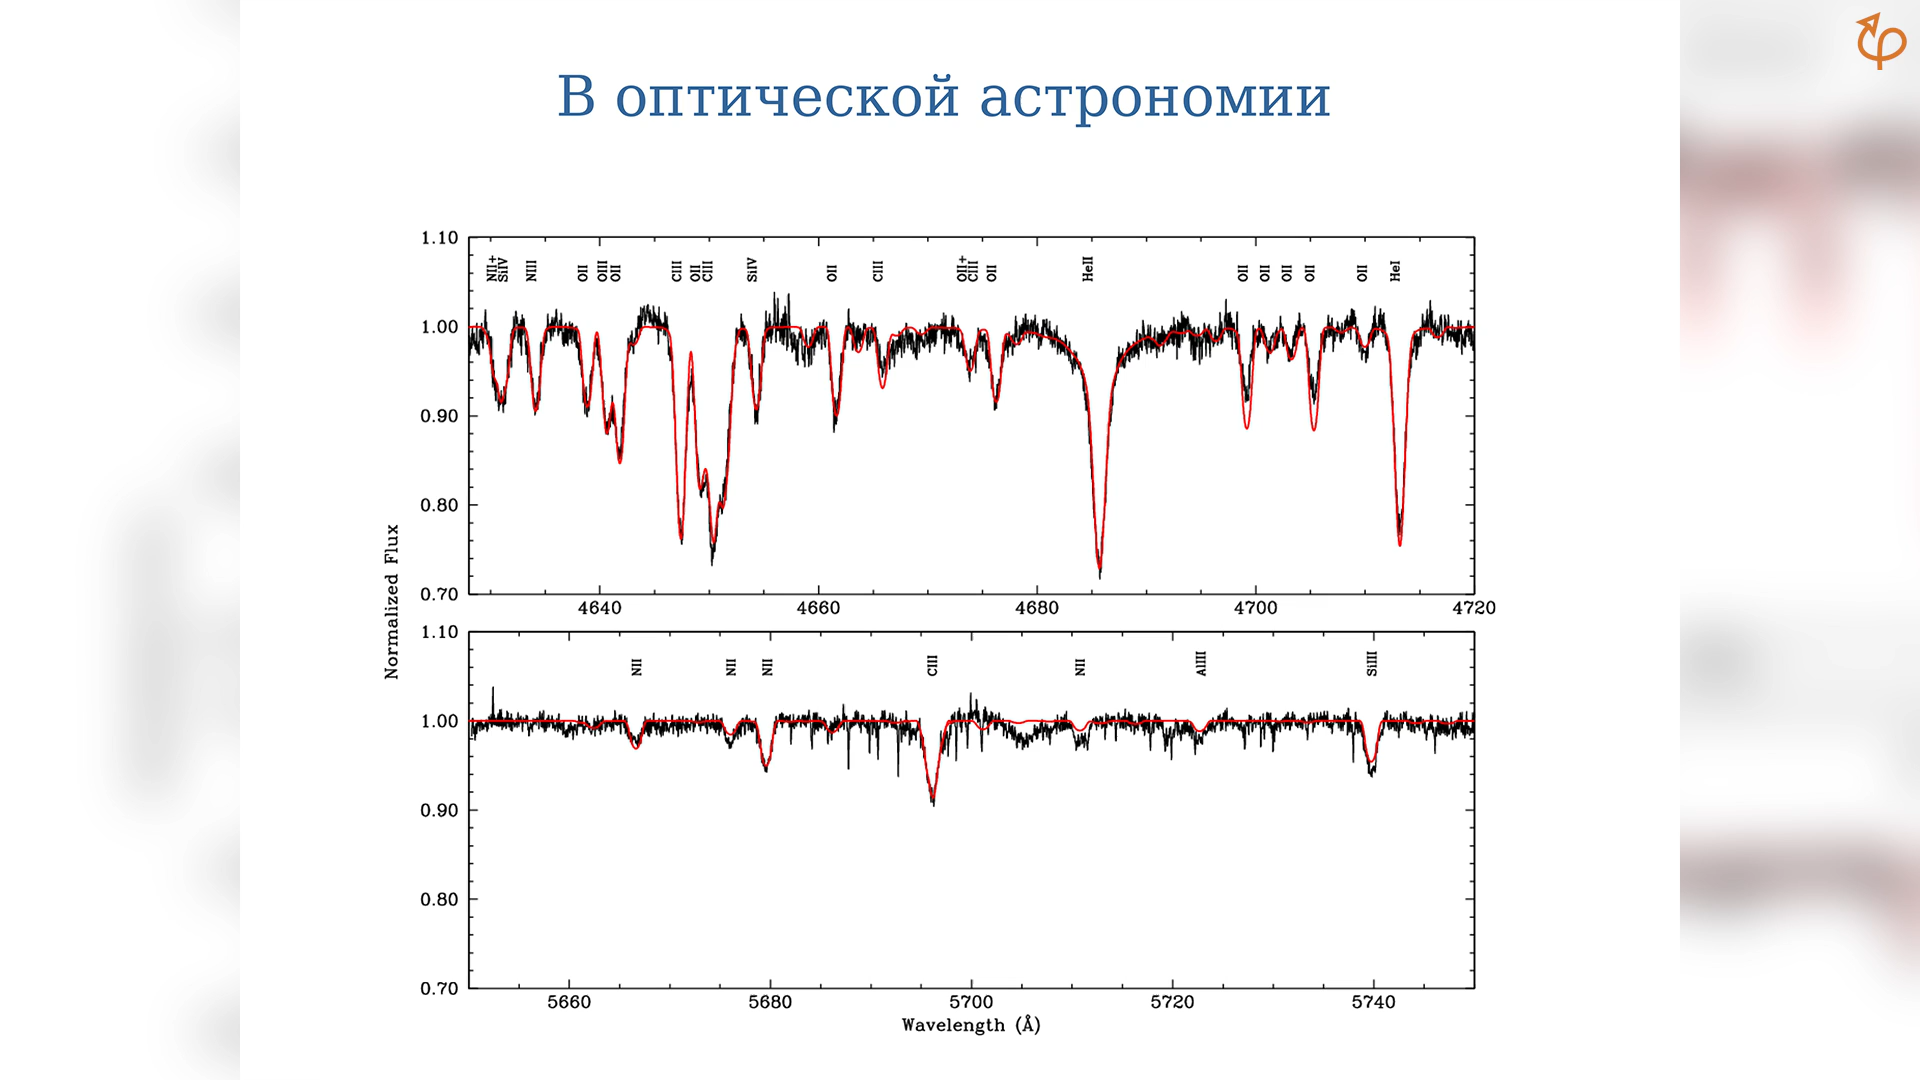 В оптической астрономии
1.10
NII+
SiIV
NIII
OII
OIII
OII
CIII
OII
CIII
SiIV
OII
CIII
OII+
CIII
OII
HeII
OII
OII
OII
OII
OII
HeI
1.00
0.90
0.80
0.70
4640 4660 4680 4700 4720
Normalized Flux
1.10
NII
NII
NII
CIII
NII
AlIII
SiIII
1.00
0.90
0.80
0.70
5660 5680 5700 5720 5740
Wavelength (Å)